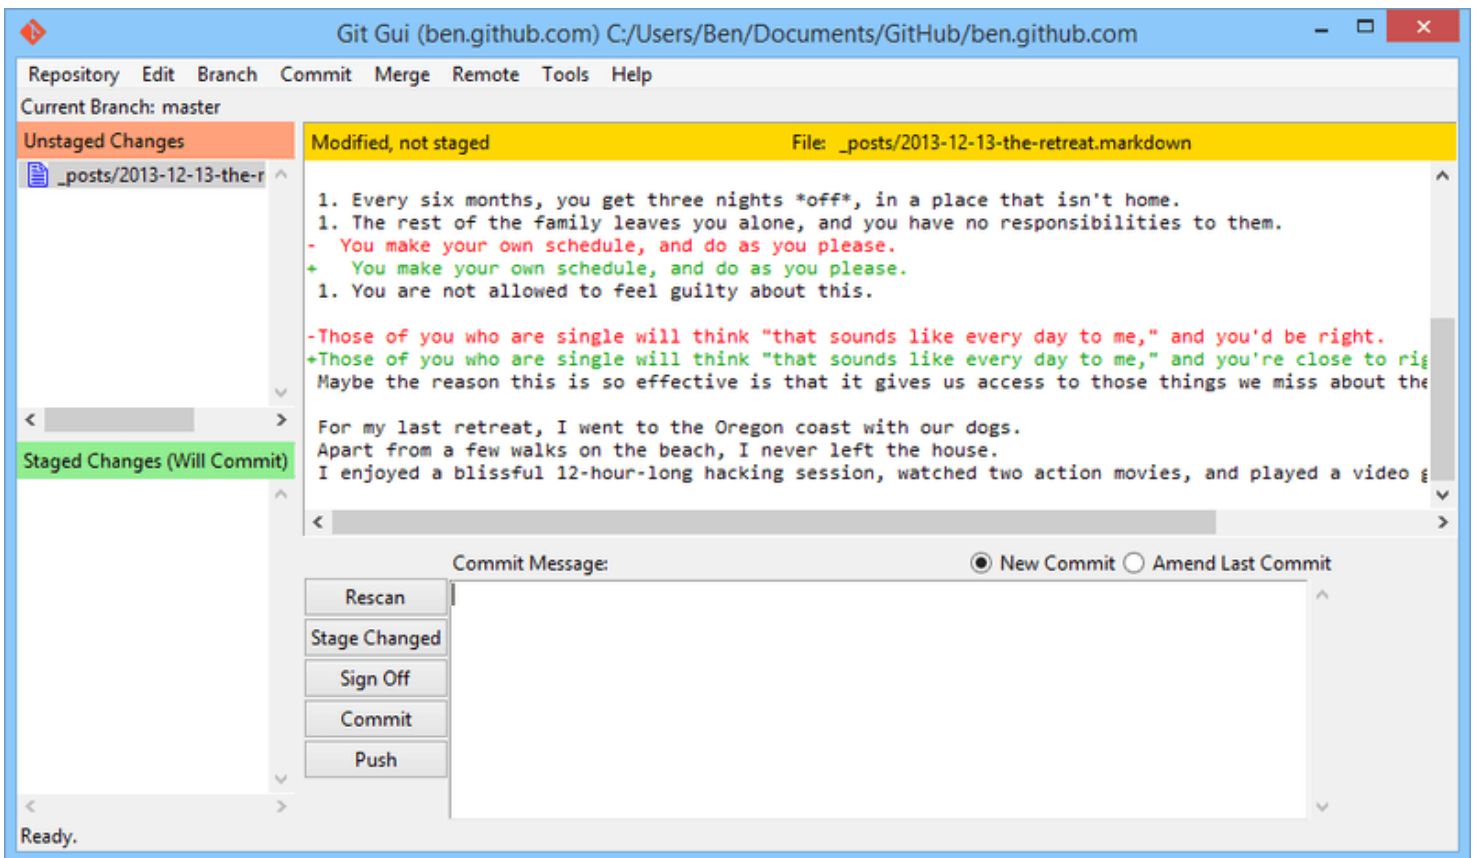 Git Gui (ben.github.com) C:/Users/Ben/Documents/GitHub/ben.github.com
Repository Edit Branch Commit Merge Remote Tools Help
Current Branch: master
Unstaged Changes
_posts/2013-12-13-the-r
Staged Changes (Will Commit)
Modified, not staged File: _posts/2013-12-13-the-retreat.markdown
1. Every six months, you get three nights *off*, in a place that isn't home.
1. The rest of the family leaves you alone, and you have no responsibilities to them.
-  You make your own schedule, and do as you please.
+   You make your own schedule, and do as you please.
1. You are not allowed to feel guilty about this.
-Those of you who are single will think "that sounds like every day to me," and you'd be right.
+Those of you who are single will think "that sounds like every day to me," and you're close to rig
Maybe the reason this is so effective is that it gives us access to those things we miss about the
For my last retreat, I went to the Oregon coast with our dogs.
Apart from a few walks on the beach, I never left the house.
I enjoyed a blissful 12-hour-long hacking session, watched two action movies, and played a video
Commit Message: New Commit Amend Last Commit
Rescan
Stage Changed
Sign Off
Commit
Push
Ready.